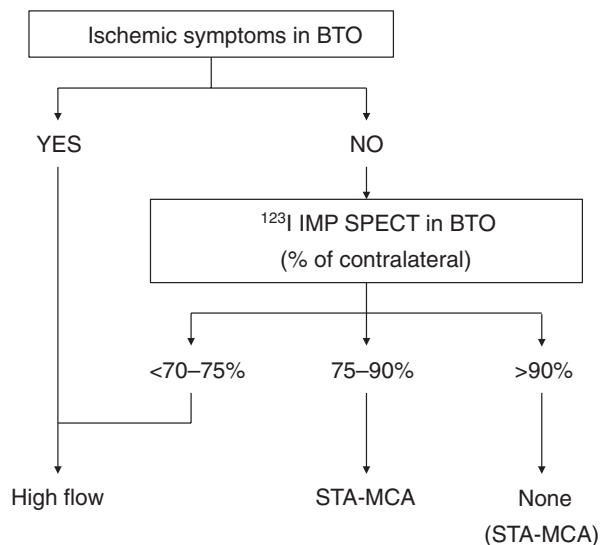 Ischemic symptoms in BTO
YES
NO
¹²³I IMP SPECT in BTO
(% of contralateral)
<70–75%
75–90%
>90%
High flow
STA-MCA
None
(STA-MCA)